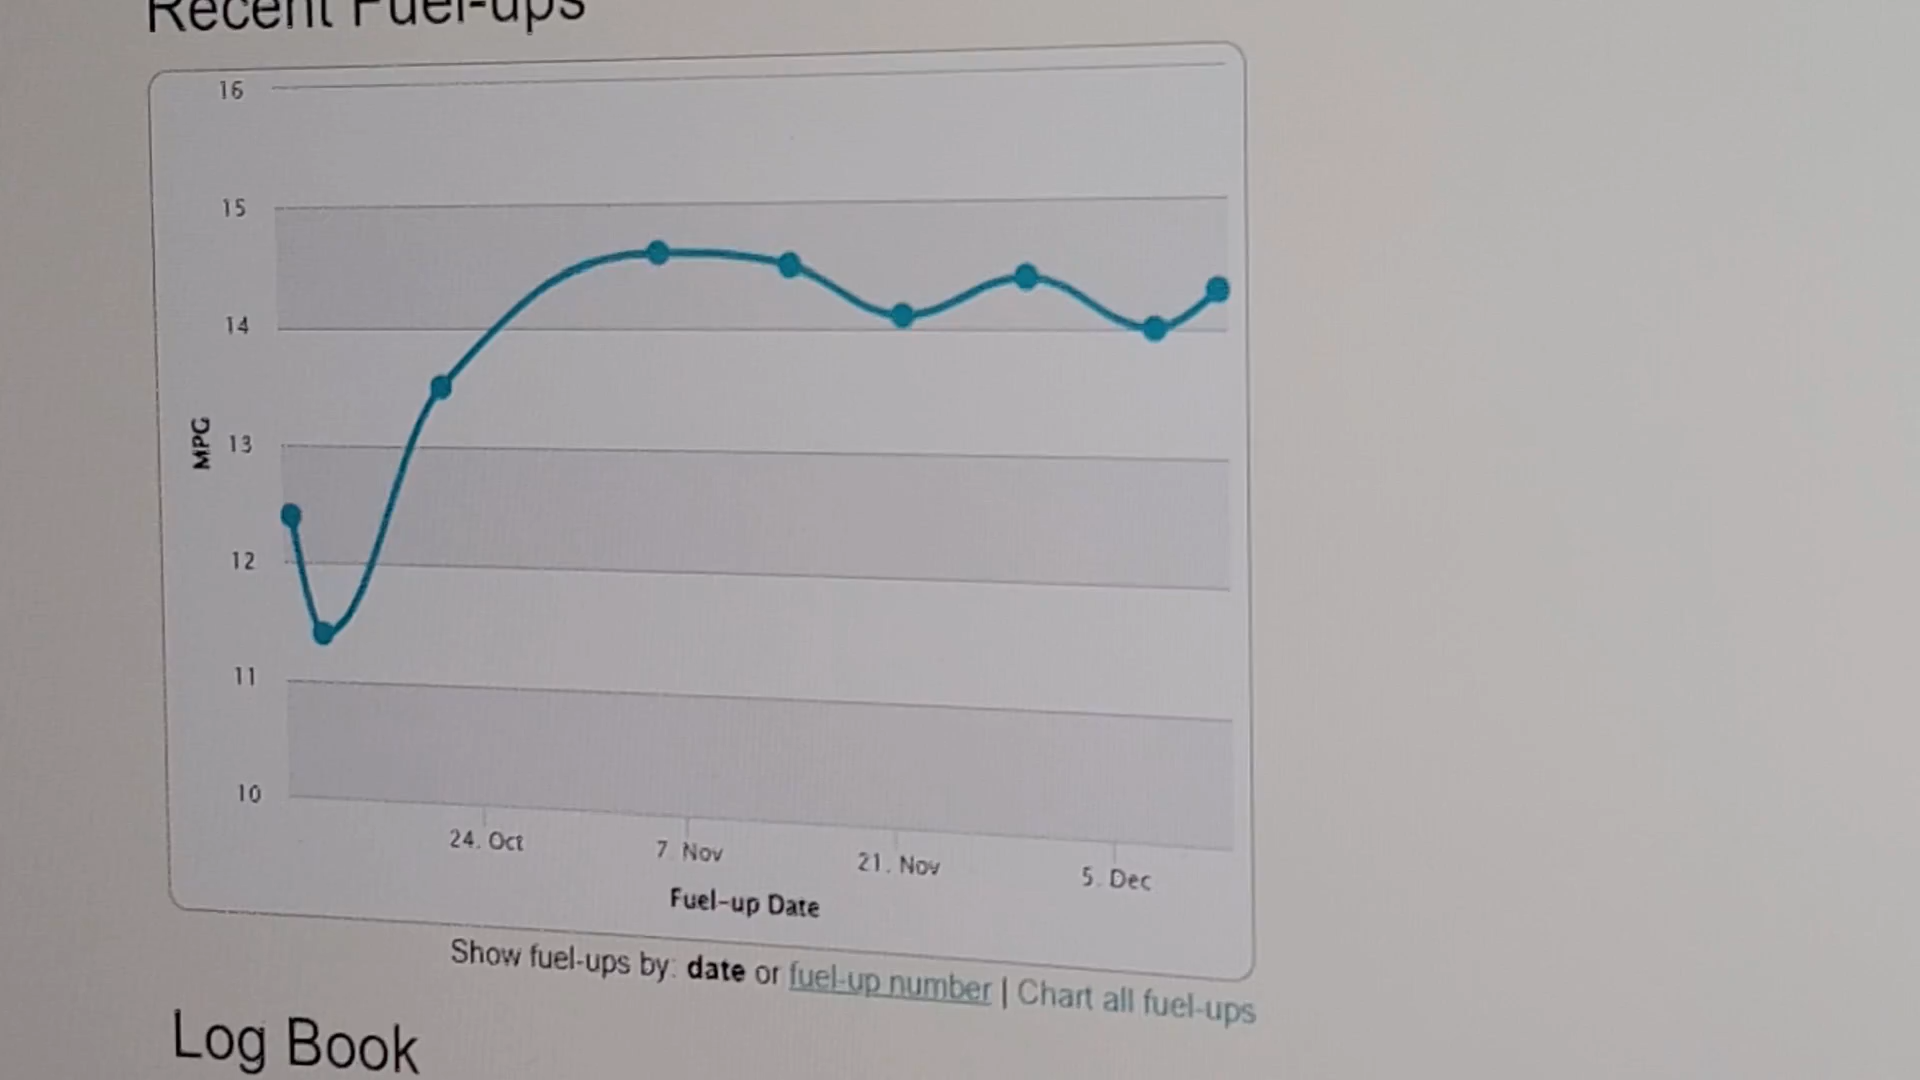 Recent Fuel-ups
16
15
14
13
12
11
10
MPG
24. Oct
7. Nov
21. Nov
5. Dec
Fuel-up Date
Show fuel-ups by: date or fuel-up number | Chart all fuel-ups
Log Book